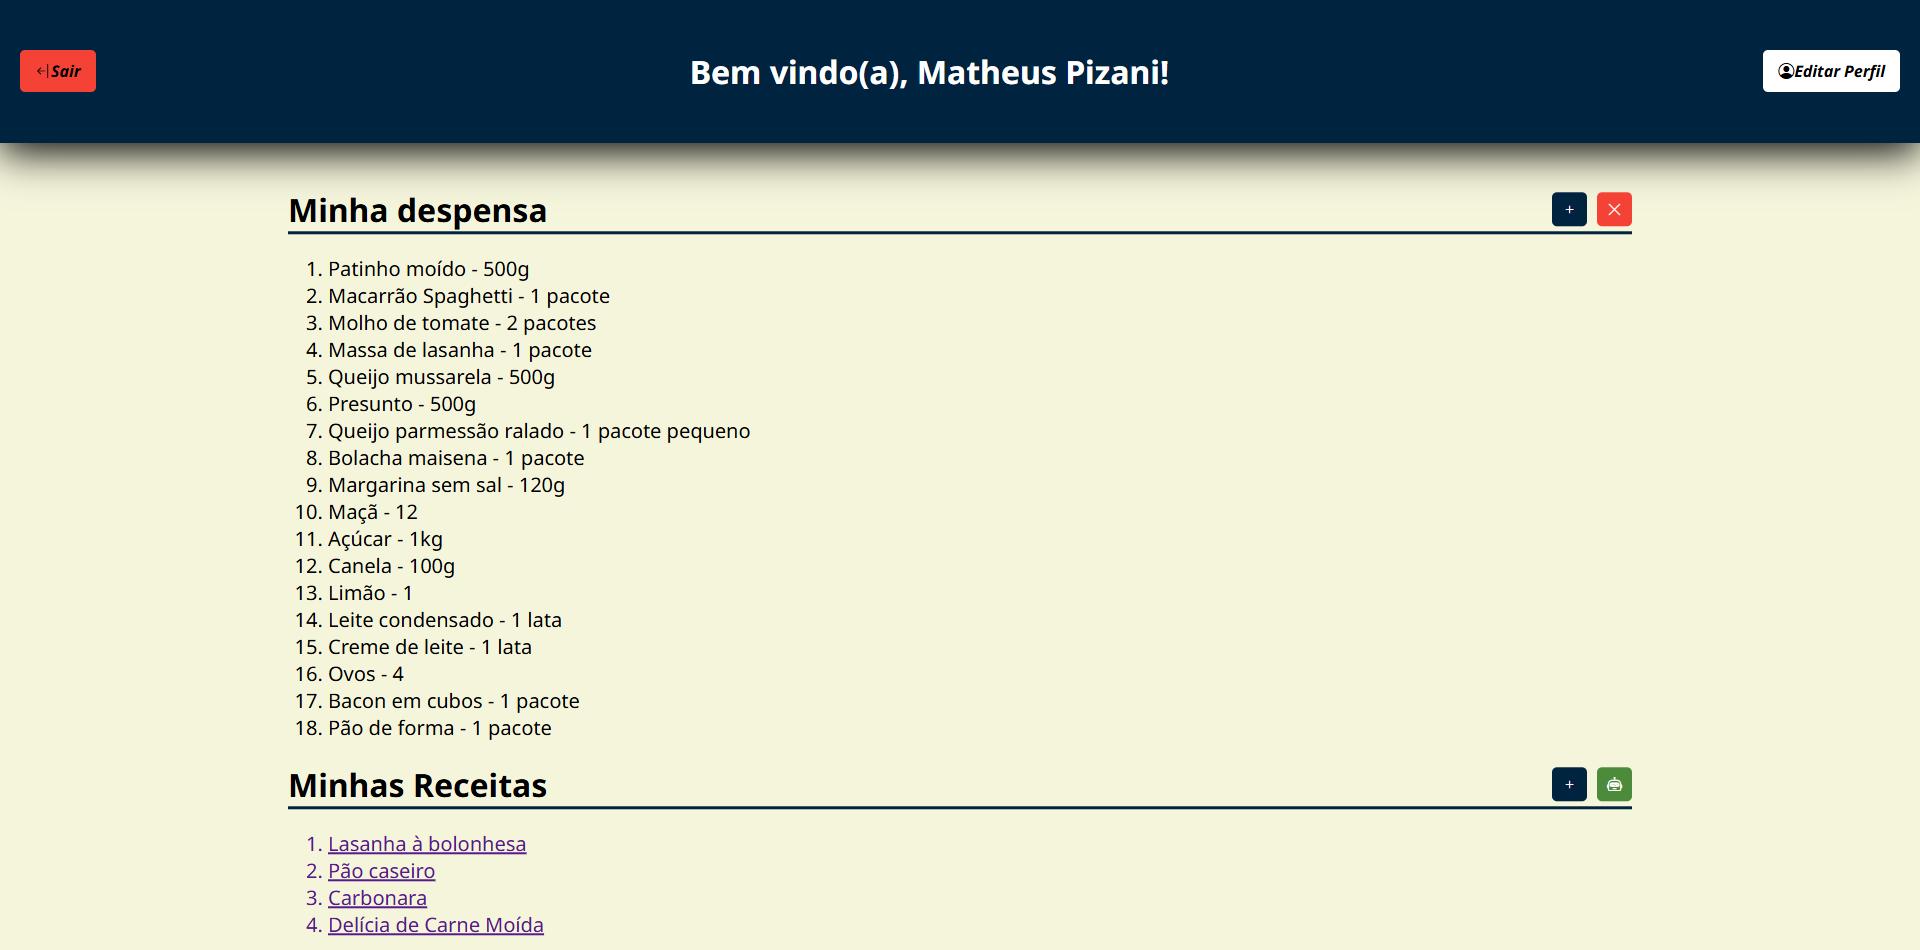 Sair
Bem vindo(a), Matheus Pizani!
Editar Perfil
Minha despensa
+
1. Patinho moído - 500g
2. Macarrão Spaghetti - 1 pacote
3. Molho de tomate - 2 pacotes
4. Massa de lasanha - 1 pacote
5. Queijo mussarela - 500g
6. Presunto - 500g
7. Queijo parmessão ralado - 1 pacote pequeno
8. Bolacha maisena - 1 pacote
9. Margarina sem sal - 120g
10. Maçã - 12
11. Açúcar - 1kg
12. Canela - 100g
13. Limão - 1
14. Leite condensado - 1 lata
15. Creme de leite - 1 lata
16. Ovos - 4
17. Bacon em cubos - 1 pacote
18. Pão de forma - 1 pacote
Minhas Receitas
+
1. Lasanha à bolonhesa
2. Pão caseiro
3. Carbonara
4. Delícia de Carne Moída